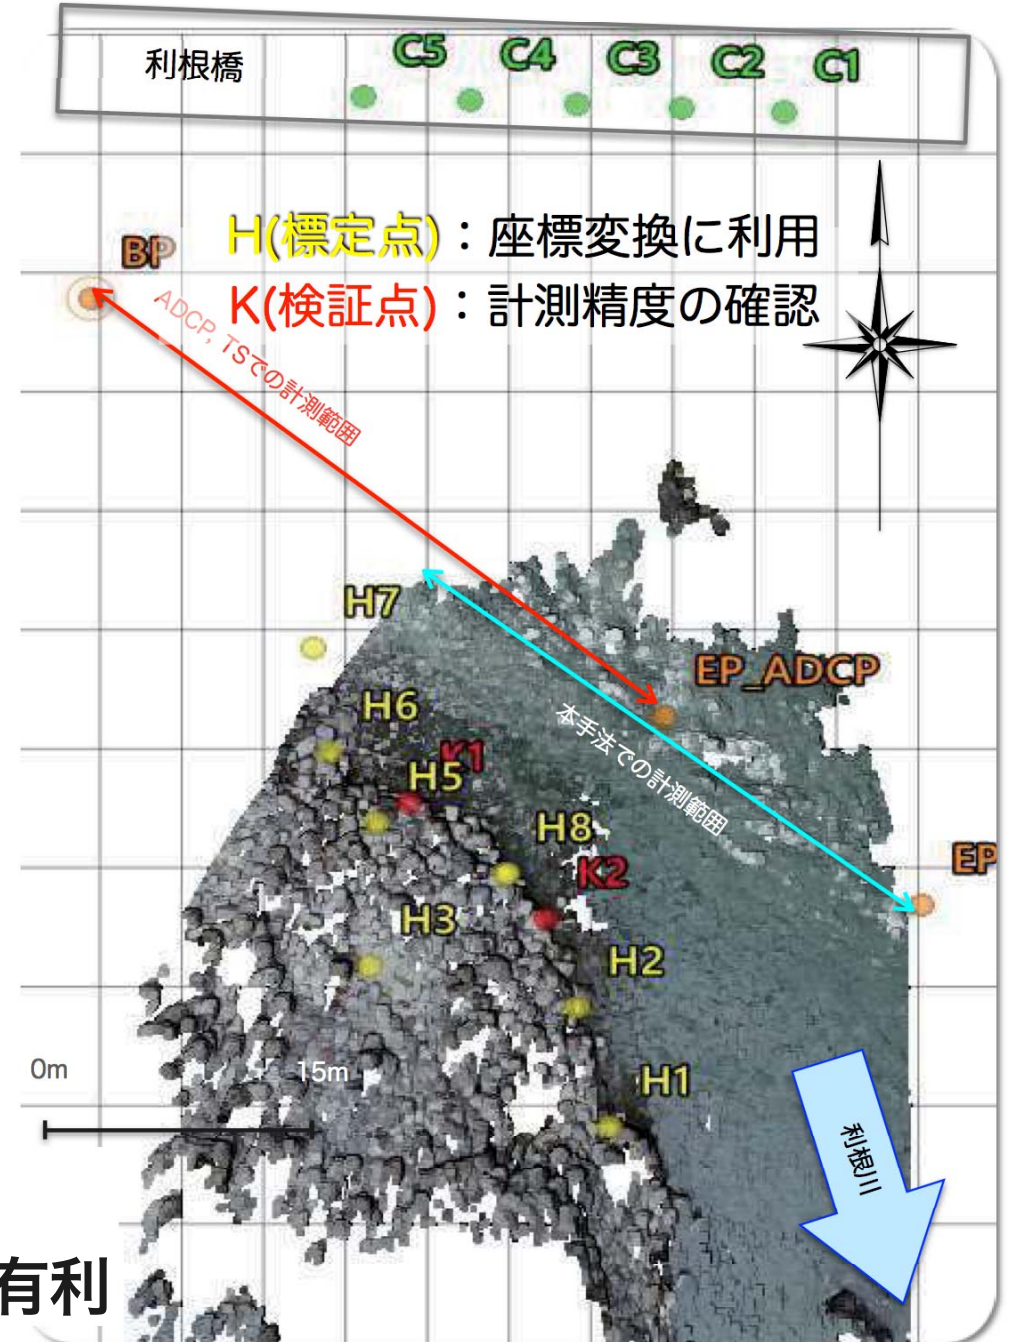 利根橋
C5 C4 C3 C2 C1
BP
H(標定点)：座標変換に利用
K(検証点)：計測精度の確認
ADCP, TSでの計測範囲
H7
EP_ADCP
H6
本手法での計測範囲
K1
H5
H8
EP
K2
H3
H2
0m
15m
H1
利根川
有利